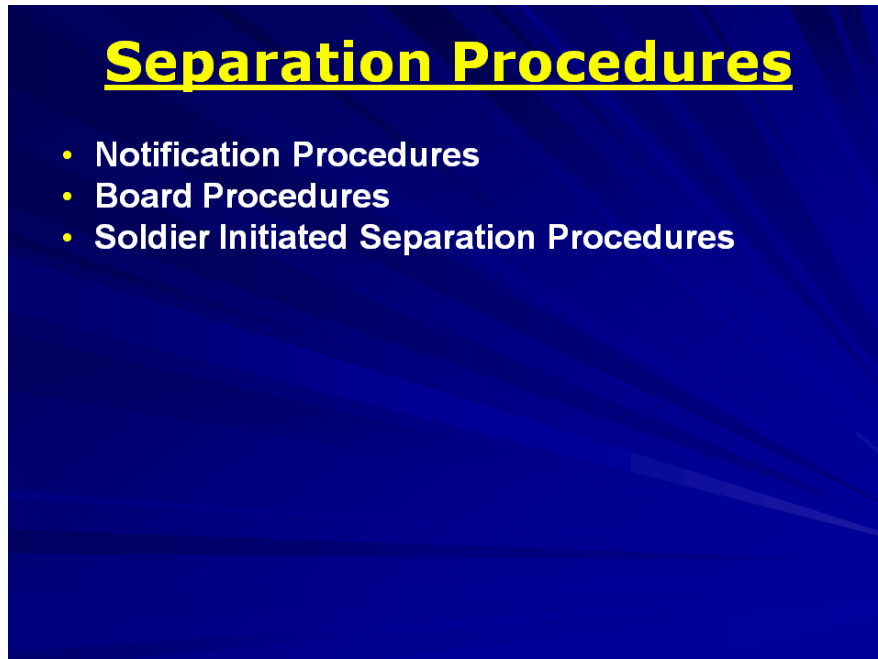 Separation Procedures
• Notification Procedures
• Board Procedures
• Soldier Initiated Separation Procedures